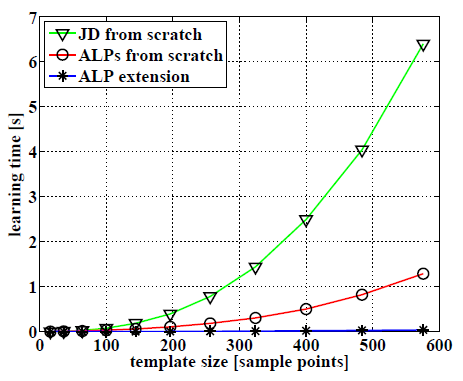 7
6
5
4
3
2
1
0
learning time [s]
JD from scratch
ALPs from scratch
ALP extension
0 100 200 300 400 500 600
template size [sample points]